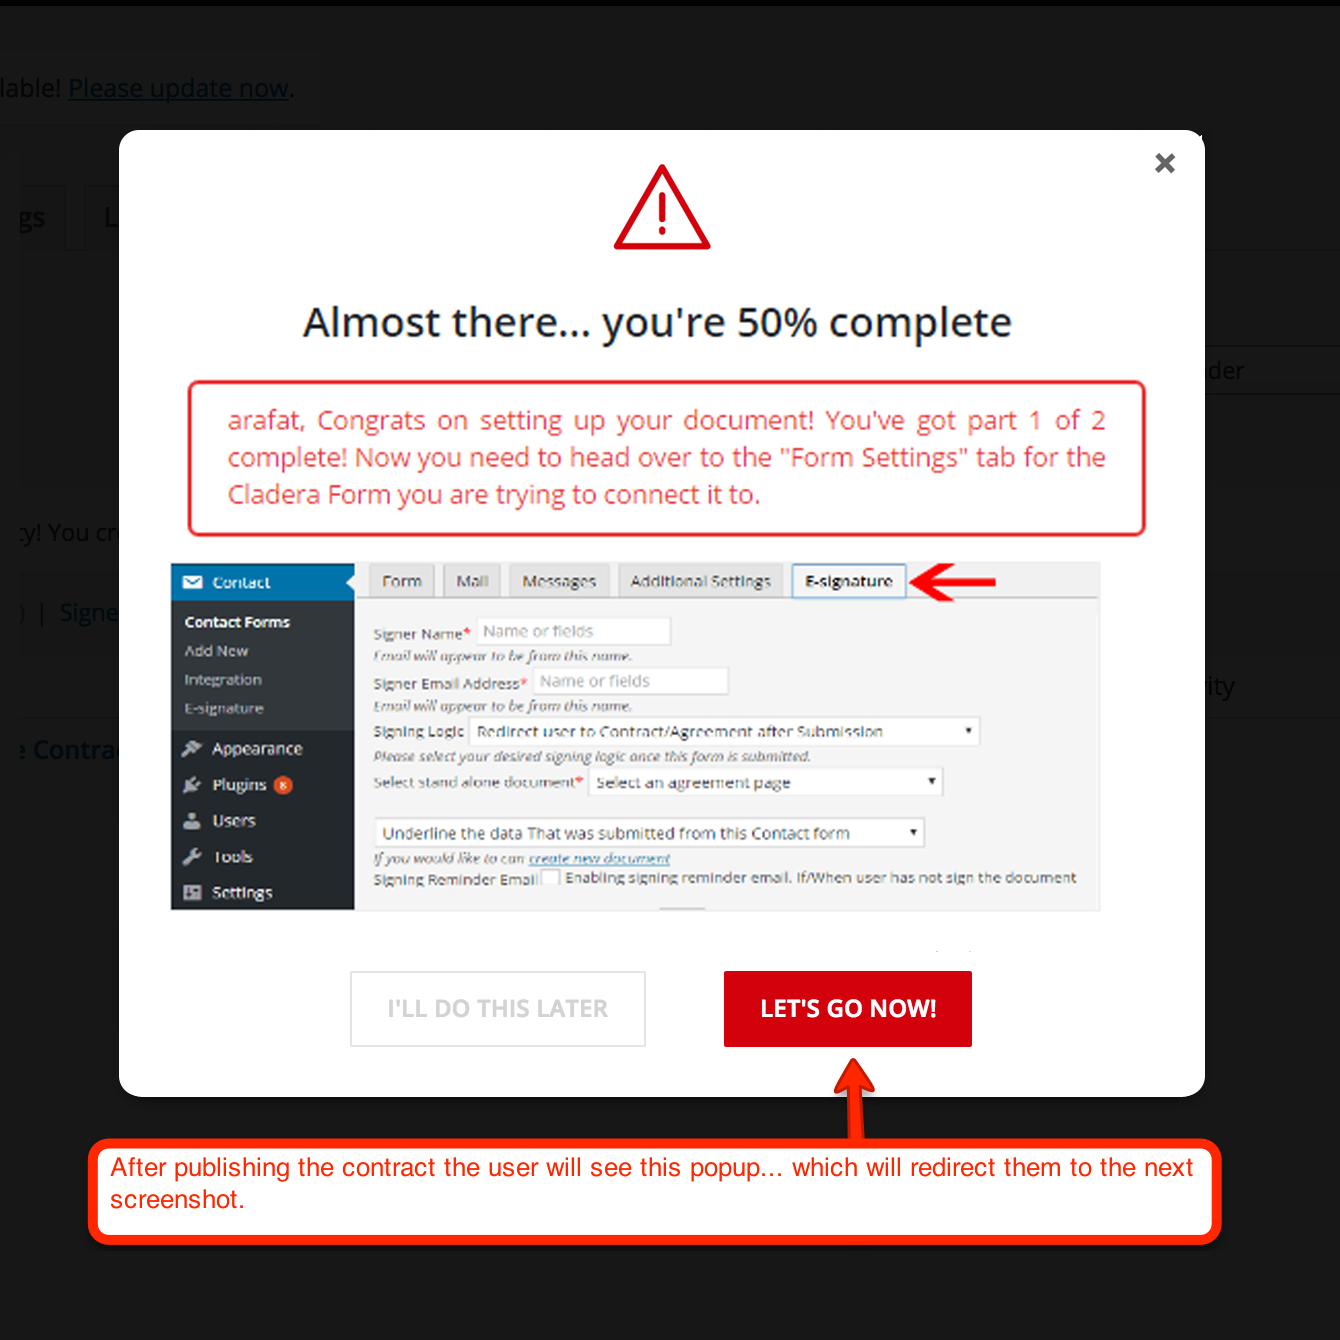 lable! Please update now.
gs
der
ty! You cr
) | Signe
ity
e Contra
×
Almost there... you're 50% complete
arafat, Congrats on setting up your document! You've got part 1 of 2
complete! Now you need to head over to the "Form Settings" tab for the
Cladera Form you are trying to connect it to.
Contact
Contact Forms
Add New
Integration
E-signature
Appearance
Plugins 8
Users
Tools
Settings
Form Mail Messages Additional Settings E-signature
Signer Name* Name or fields
Email will appear to be from this name.
Signer Email Address* Name or fields
Email will appear to be from this name.
Signing Logic Redirect user to Contract/Agreement after Submission
Please select your desired signing logic once this form is submitted.
Select stand alone document* Select an agreement page
Underline the data That was submitted from this Contact form
If you would like to can create new document
Signing Reminder Email Enabling signing reminder email. If/When user has not sign the document
I'LL DO THIS LATER
LET'S GO NOW!
After publishing the contract the user will see this popup... which will redirect them to the next
screenshot.